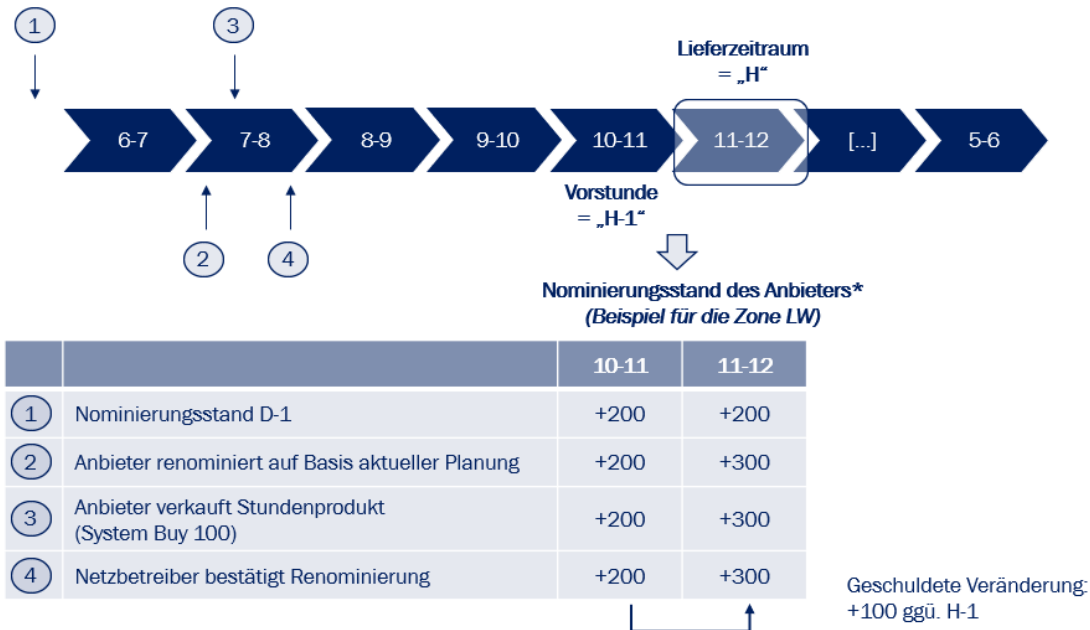 1
3
Lieferzeitraum
= „H“
6-7
7-8
8-9
9-10
10-11
11-12
[...]
5-6
2
4
Vorstunde
= „H-1“
Nominierungsstand des Anbieters*
(Beispiel für die Zone LW)
10-11 11-12
1 Nominierungsstand D-1 +200 +200
2 Anbieter renominiert auf Basis aktueller Planung +200 +300
3 Anbieter verkauft Stundenprodukt
(System Buy 100) +200 +300
4 Netzbetreiber bestätigt Renominierung +200 +300
Geschuldete Veränderung:
+100 ggü. H-1